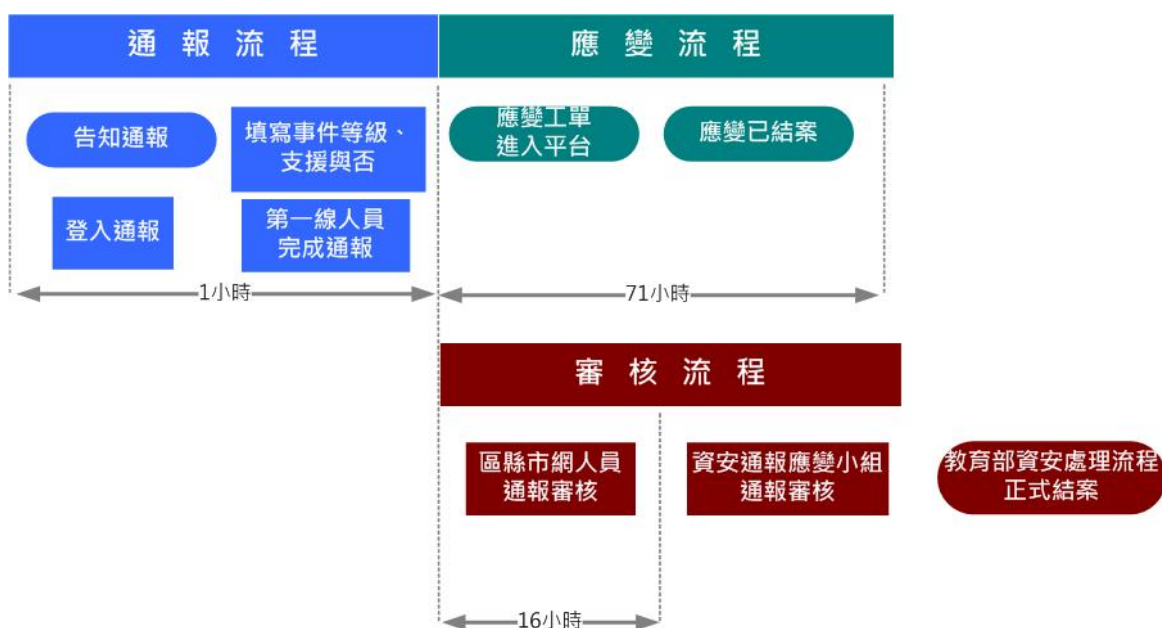 通報流程
應變流程
告知通報
填寫事件等級、
支援與否
應變工單
進入平台
應變已結案
登入通報
第一線人員
完成通報
1小時
71小時
審核流程
區縣市網人員
通報審核
資安通報應變小組
通報審核
教育部資安處理流程
正式結案
16小時